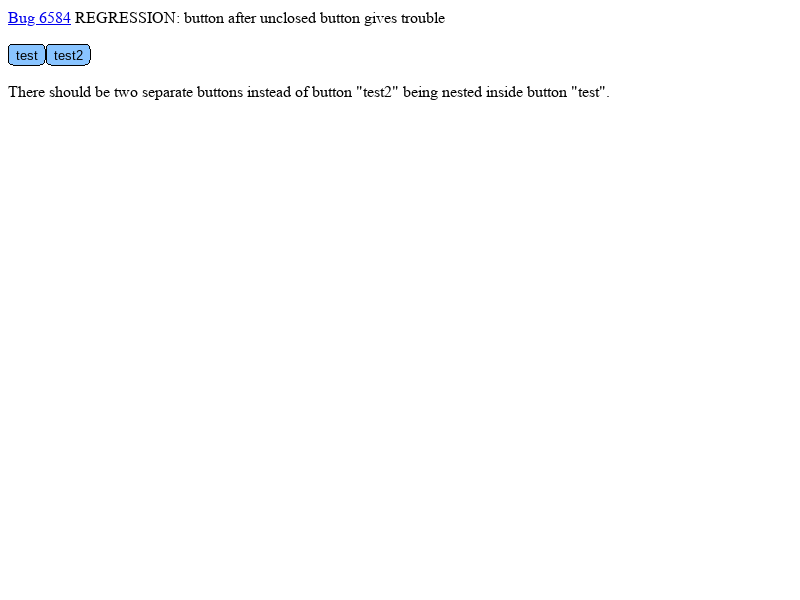 Bug 6584 REGRESSION: button after unclosed button gives trouble
test test2
There should be two separate buttons instead of button "test2" being nested inside button "test".